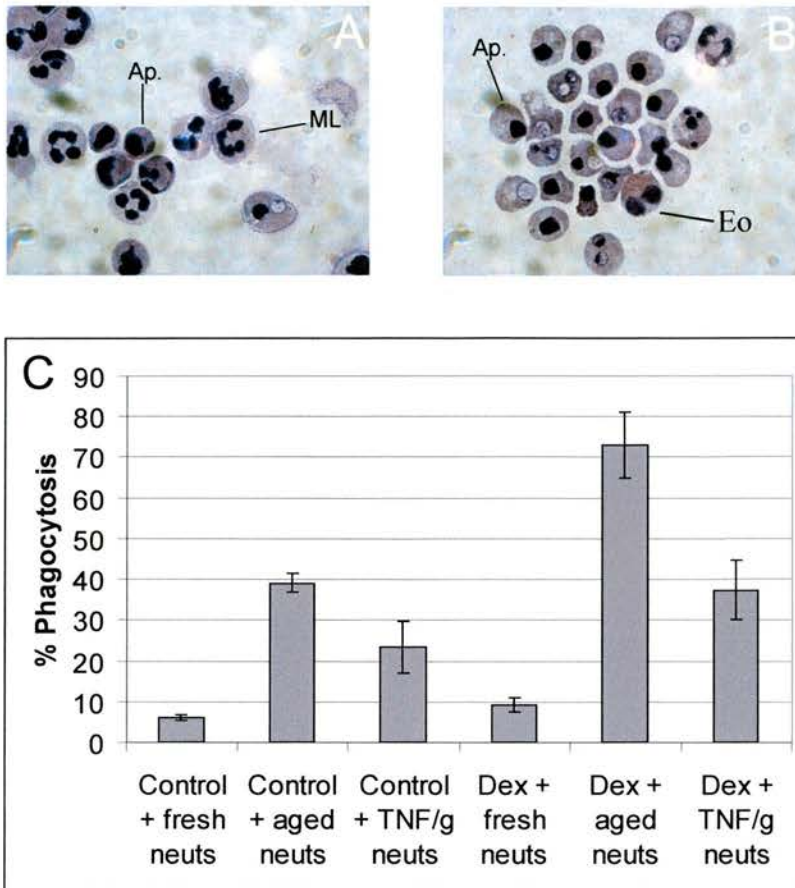 A
Ap.
ML
B
Ap.
Eo
C
% Phagocytosis
90
80
70
60
50
40
30
20
10
0
Control + fresh neuts
Control + aged neuts
Control + TNF/g neuts
Dex + fresh neuts
Dex + aged neuts
Dex + TNF/g neuts